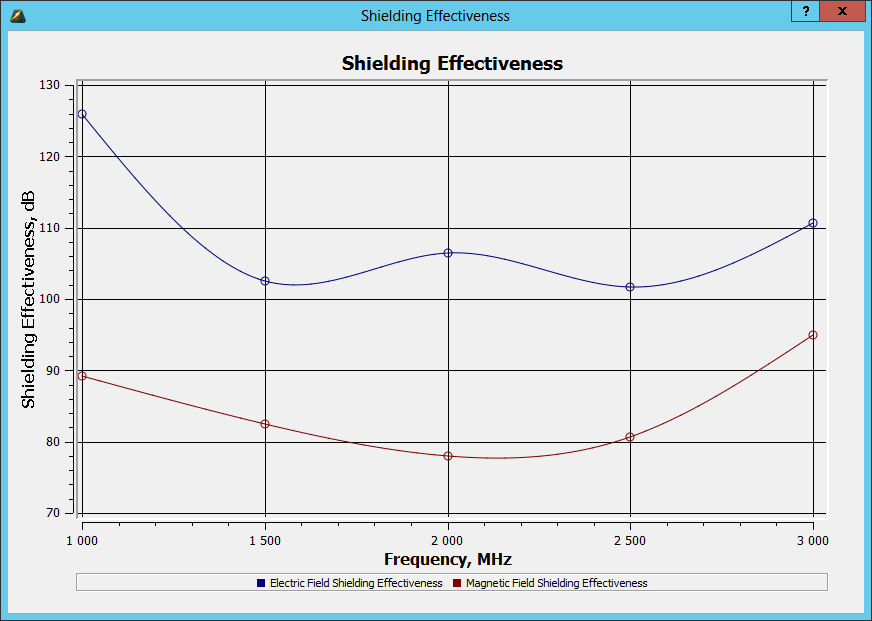 Shielding Effectiveness
?
x
Shielding Effectiveness
130
120
110
100
90
80
70
Shielding Effectiveness, dB
1 000 1 500 2 000 2 500 3 000
Frequency, MHz
Electric Field Shielding Effectiveness Magnetic Field Shielding Effectiveness